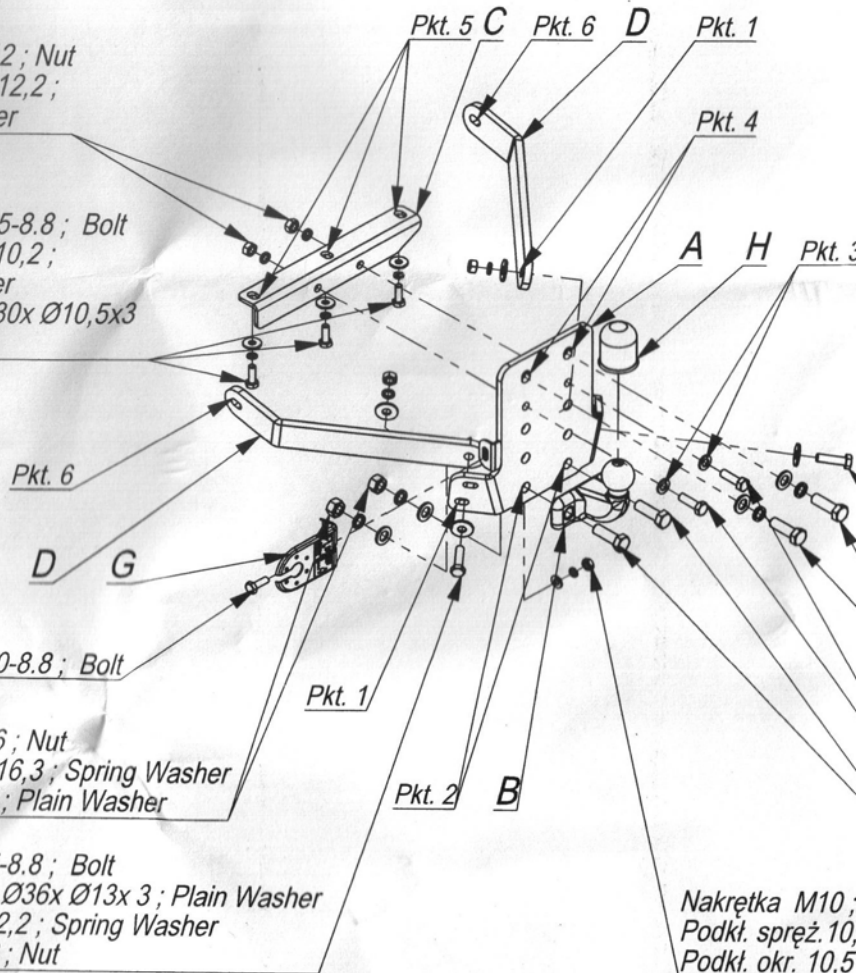 Pkt. 5
C
Pkt. 6
D
Pkt. 1
2 ; Nut
12,2 ;
er
Pkt. 4
5-8.8 ; Bolt
10,2 ;
er
30x Ø10,5x3
A
H
Pkt. 3
Pkt. 6
D
G
0-8.8 ; Bolt
Pkt. 1
6 ; Nut
16,3 ; Spring Washer
; Plain Washer
Pkt. 2
B
-8.8 ; Bolt
Ø36x Ø13x 3 ; Plain Washer
2,2 ; Spring Washer
; Nut
Nakrętka M10 ;
Podkł. spręż. 10,
Podkł. okr. 10,5